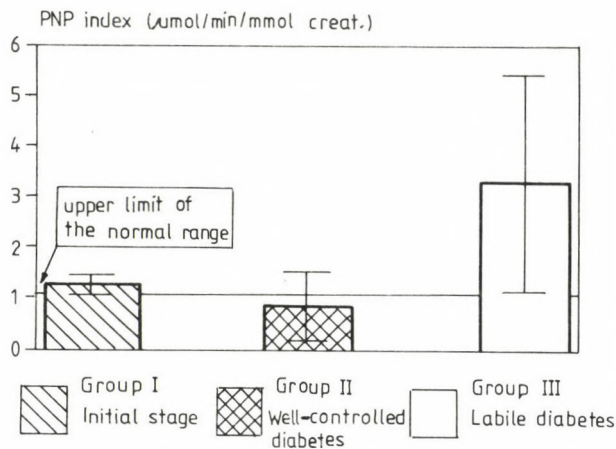 PNP index (μmol/min/mmol creat.)
6
5
4
3
2
1
0
upper limit of
the normal range
Group I
Initial stage
Group II
Well-controlled
diabetes
Group III
Labile diabetes